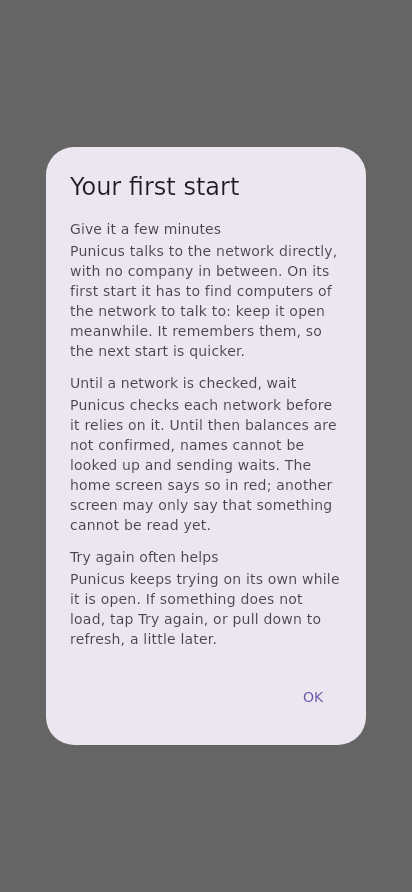 Your first start
Give it a few minutes
Punicus talks to the network directly,
with no company in between. On its
first start it has to find computers of
the network to talk to: keep it open
meanwhile. It remembers them, so
the next start is quicker.
Until a network is checked, wait
Punicus checks each network before
it relies on it. Until then balances are
not confirmed, names cannot be
looked up and sending waits. The
home screen says so in red; another
screen may only say that something
cannot be read yet.
Try again often helps
Punicus keeps trying on its own while
it is open. If something does not
load, tap Try again, or pull down to
refresh, a little later.
OK